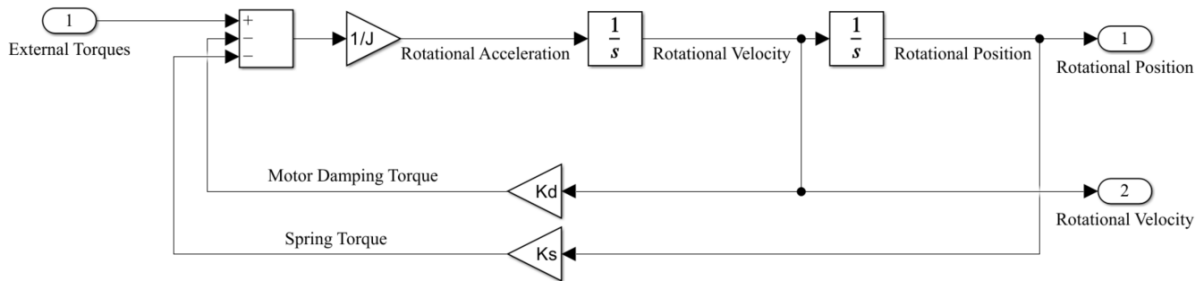 1
External Torques
+
−
−
1/J
Rotational Acceleration
1
s
Rotational Velocity
1
s
Rotational Position
1
Rotational Position
Motor Damping Torque
Kd
2
Rotational Velocity
Spring Torque
Ks